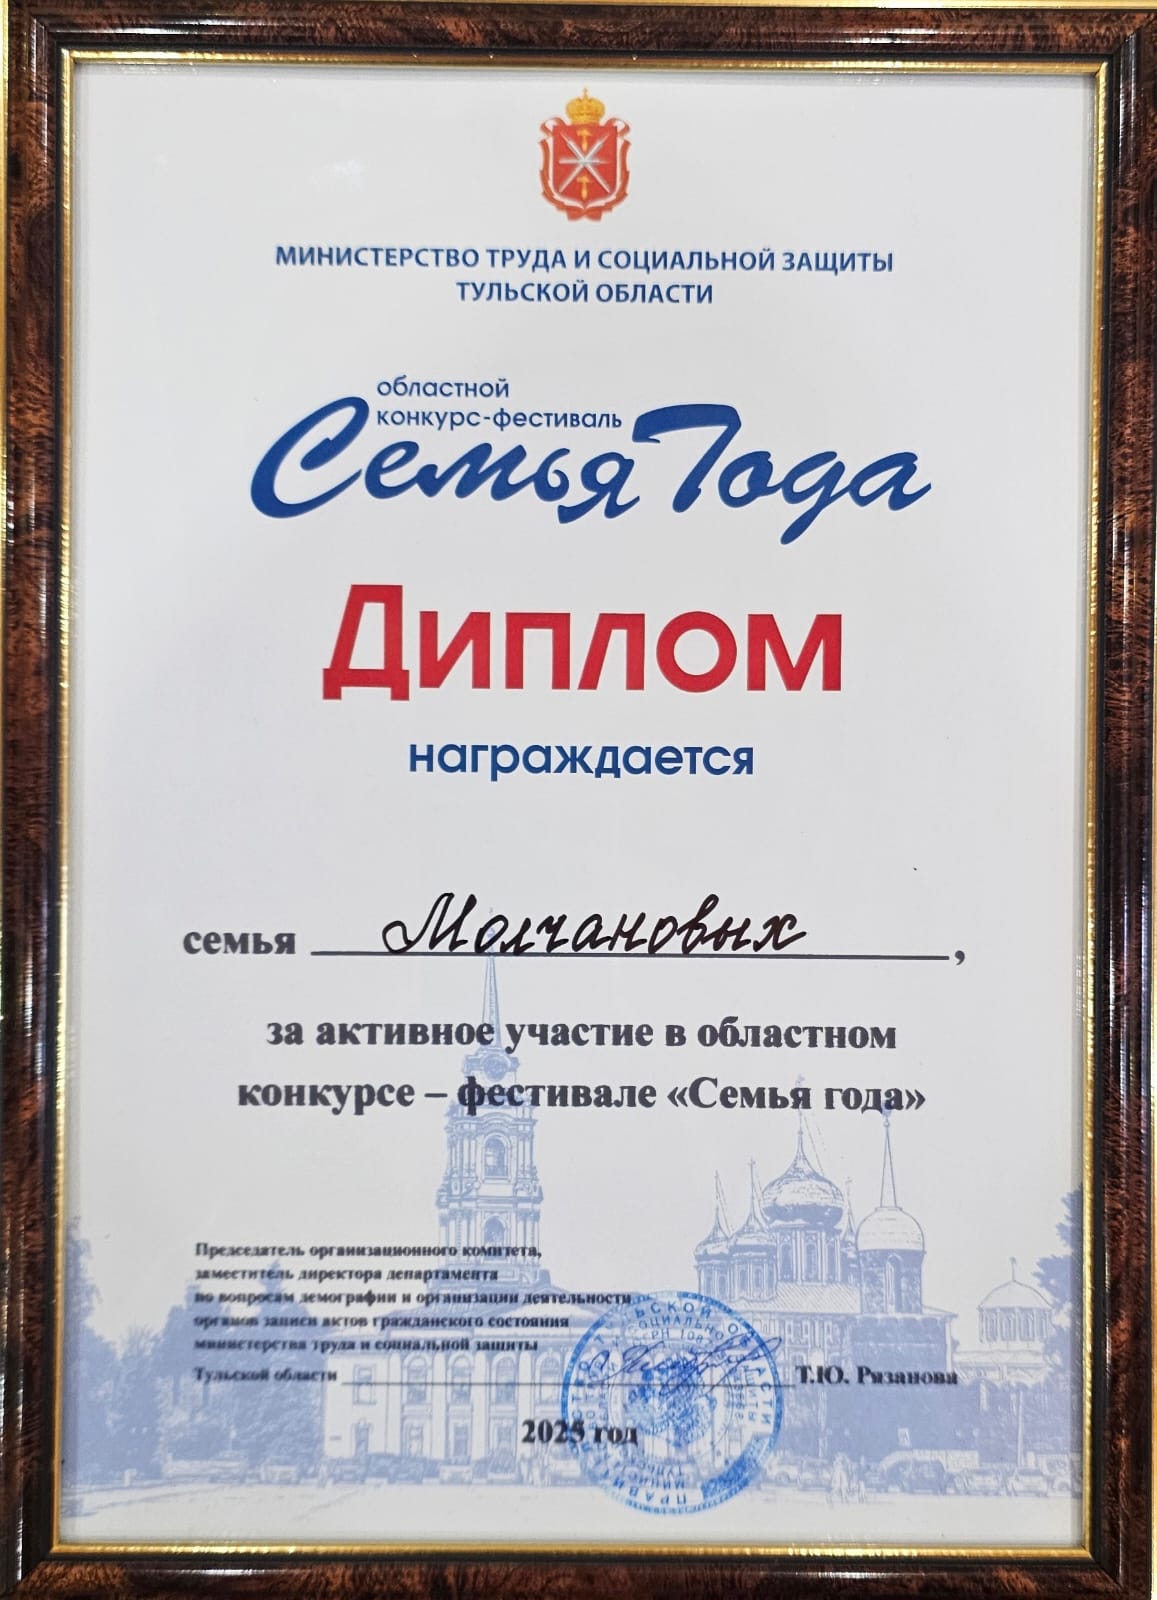 МИНИСТЕРСТВО ТРУДА И СОЦИАЛЬНОЙ ЗАЩИТЫ
ТУЛЬСКОЙ ОБЛАСТИ
областной
конкурс-фестиваль
Семья Года
Диплом
награждается
семья Молчановых,
за активное участие в областном
конкурсе – фестивале «Семья года»
Председатель организационного комитета,
заместитель директора департамента
по вопросам демографии и организации деятельности
органов записи актов гражданского состояния
министерства труда и социальной защиты
Тульской области Т.Ю. Рязанова
2025 год